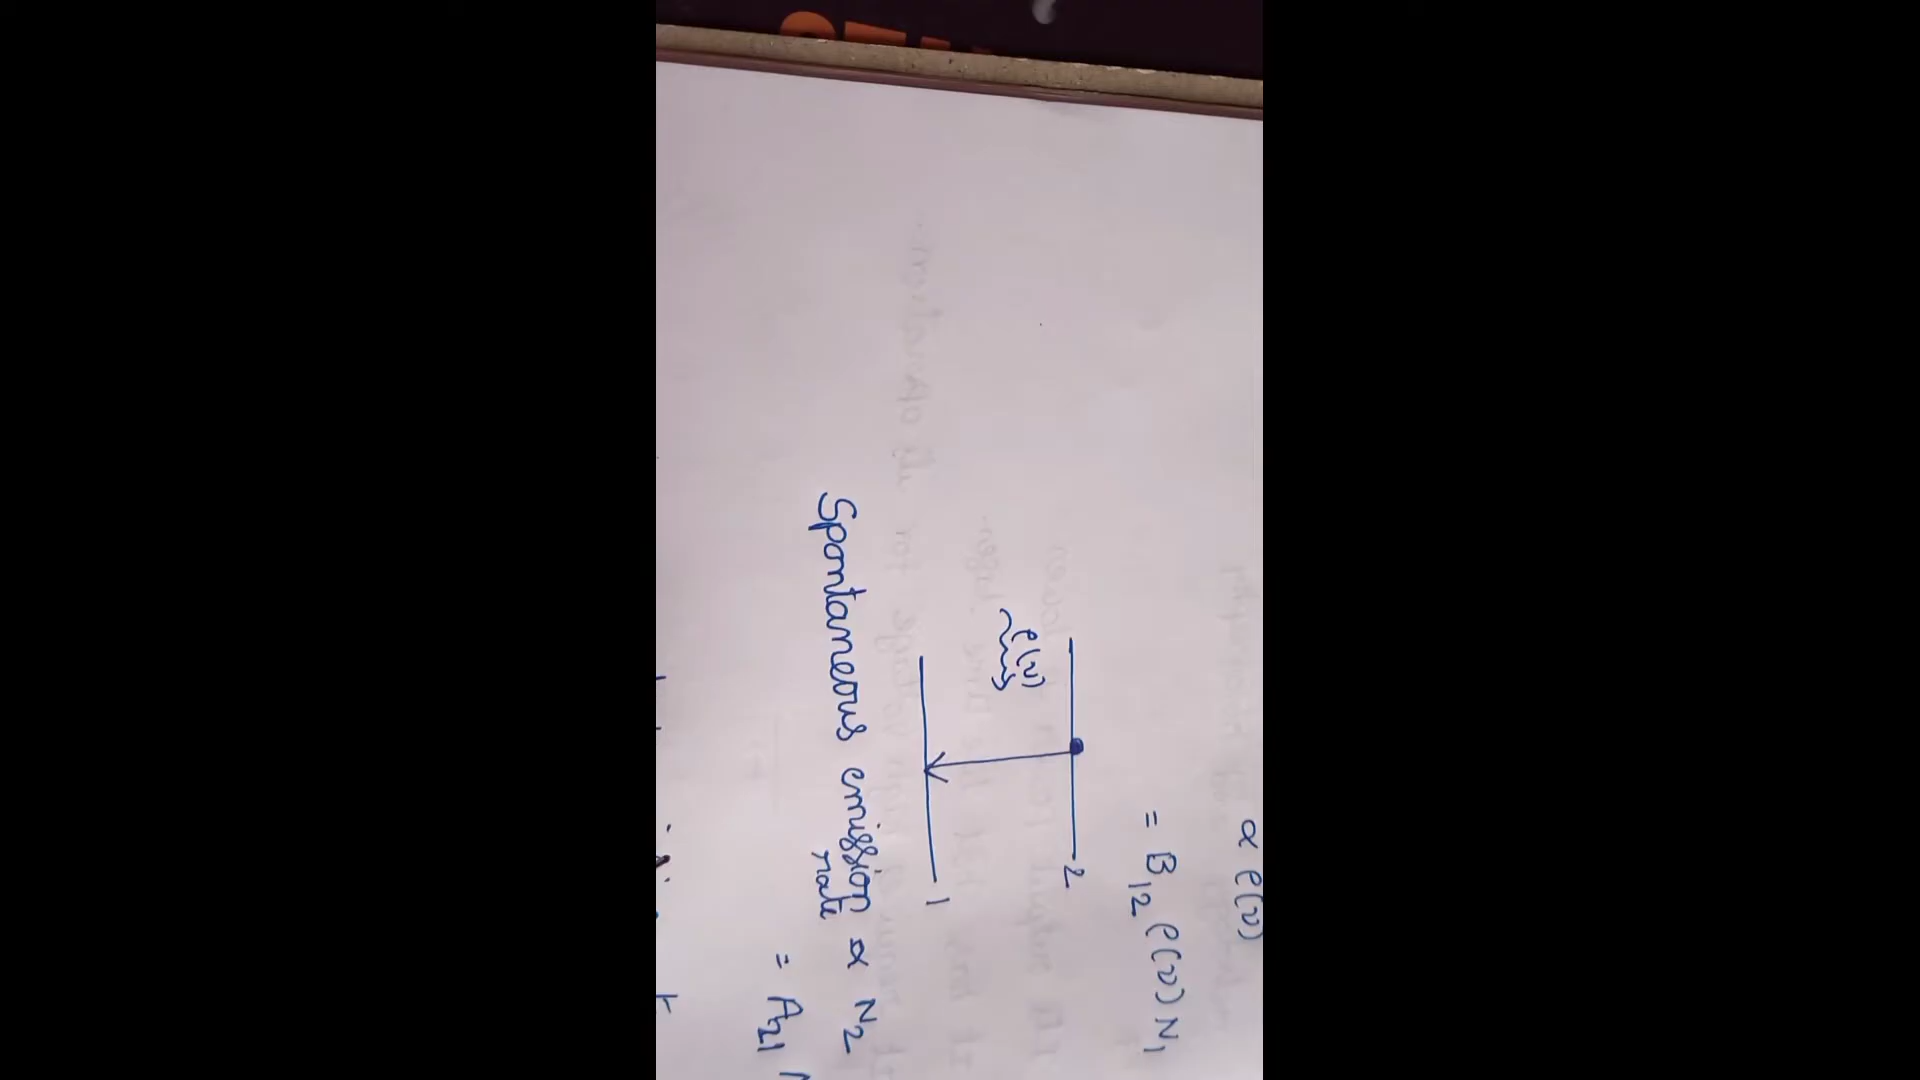 ∝ ρ(ν)
= B₁₂ ρ(ν) N₁
2
ρ(ν)
1
Spontaneous emission ∝ N₂
rate
= A₂₁